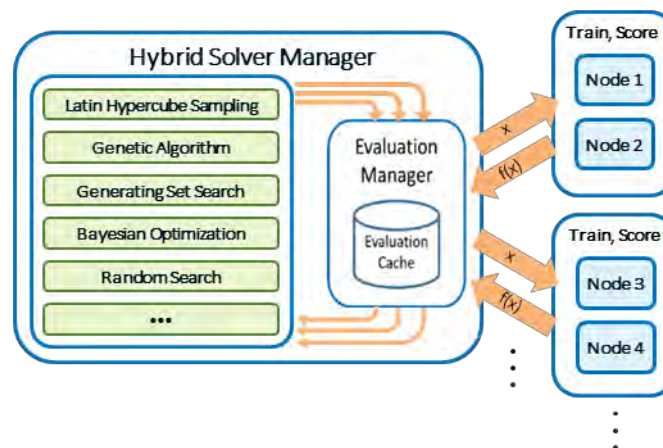 Hybrid Solver Manager
Latin Hypercube Sampling
Genetic Algorithm
Generating Set Search
Bayesian Optimization
Random Search
•••
Evaluation
Manager
Evaluation
Cache
x
f(x)
x
f(x)
Train, Score
Node 1
Node 2
Train, Score
Node 3
Node 4